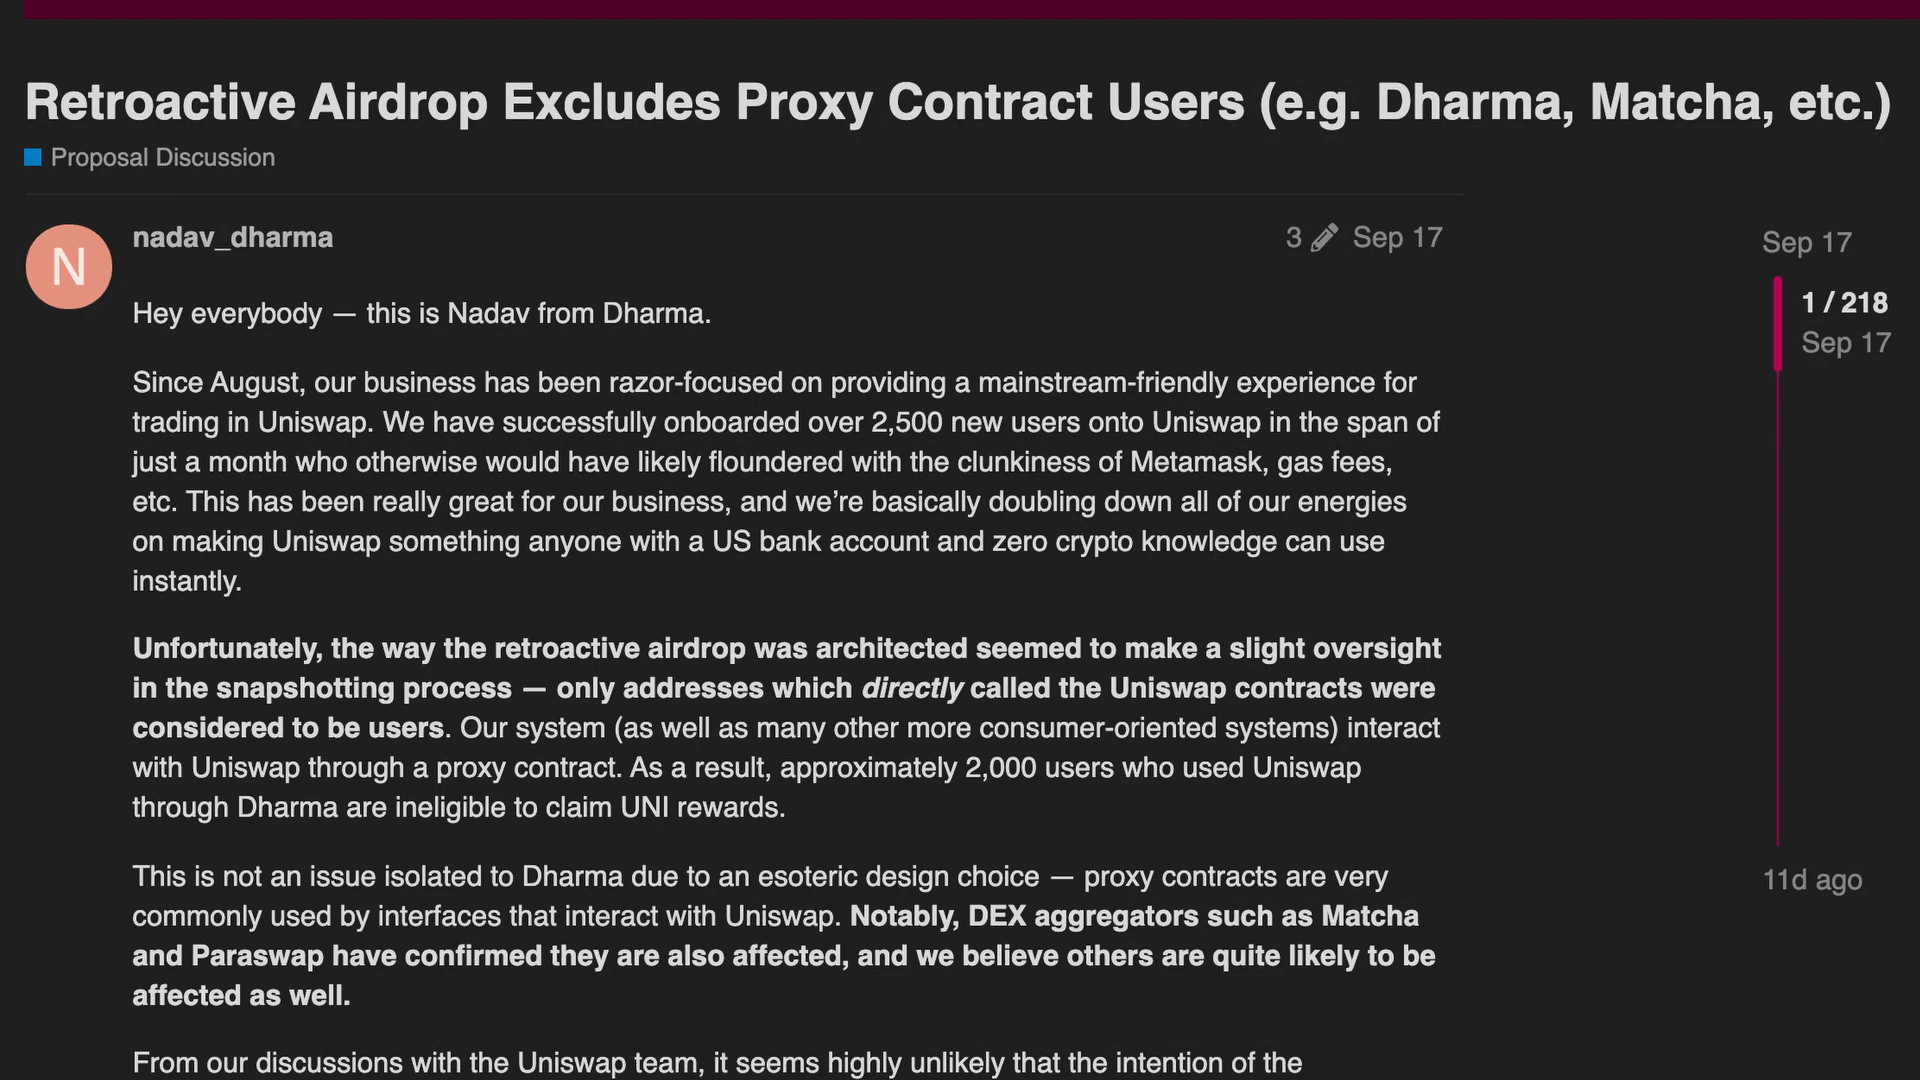 Retroactive Airdrop Excludes Proxy Contract Users (e.g. Dharma, Matcha, etc.)
Proposal Discussion
N
nadav_dharma
3 Sep 17
Hey everybody — this is Nadav from Dharma.
Since August, our business has been razor-focused on providing a mainstream-friendly experience for
trading in Uniswap. We have successfully onboarded over 2,500 new users onto Uniswap in the span of
just a month who otherwise would have likely floundered with the clunkiness of Metamask, gas fees,
etc. This has been really great for our business, and we’re basically doubling down all of our energies
on making Uniswap something anyone with a US bank account and zero crypto knowledge can use
instantly.
Unfortunately, the way the retroactive airdrop was architected seemed to make a slight oversight
in the snapshotting process — only addresses which directly called the Uniswap contracts were
considered to be users. Our system (as well as many other more consumer-oriented systems) interact
with Uniswap through a proxy contract. As a result, approximately 2,000 users who used Uniswap
through Dharma are ineligible to claim UNI rewards.
This is not an issue isolated to Dharma due to an esoteric design choice — proxy contracts are very
commonly used by interfaces that interact with Uniswap. Notably, DEX aggregators such as Matcha
and Paraswap have confirmed they are also affected, and we believe others are quite likely to be
affected as well.
From our discussions with the Uniswap team, it seems highly unlikely that the intention of the
Sep 17
1 / 218
Sep 17
11d ago